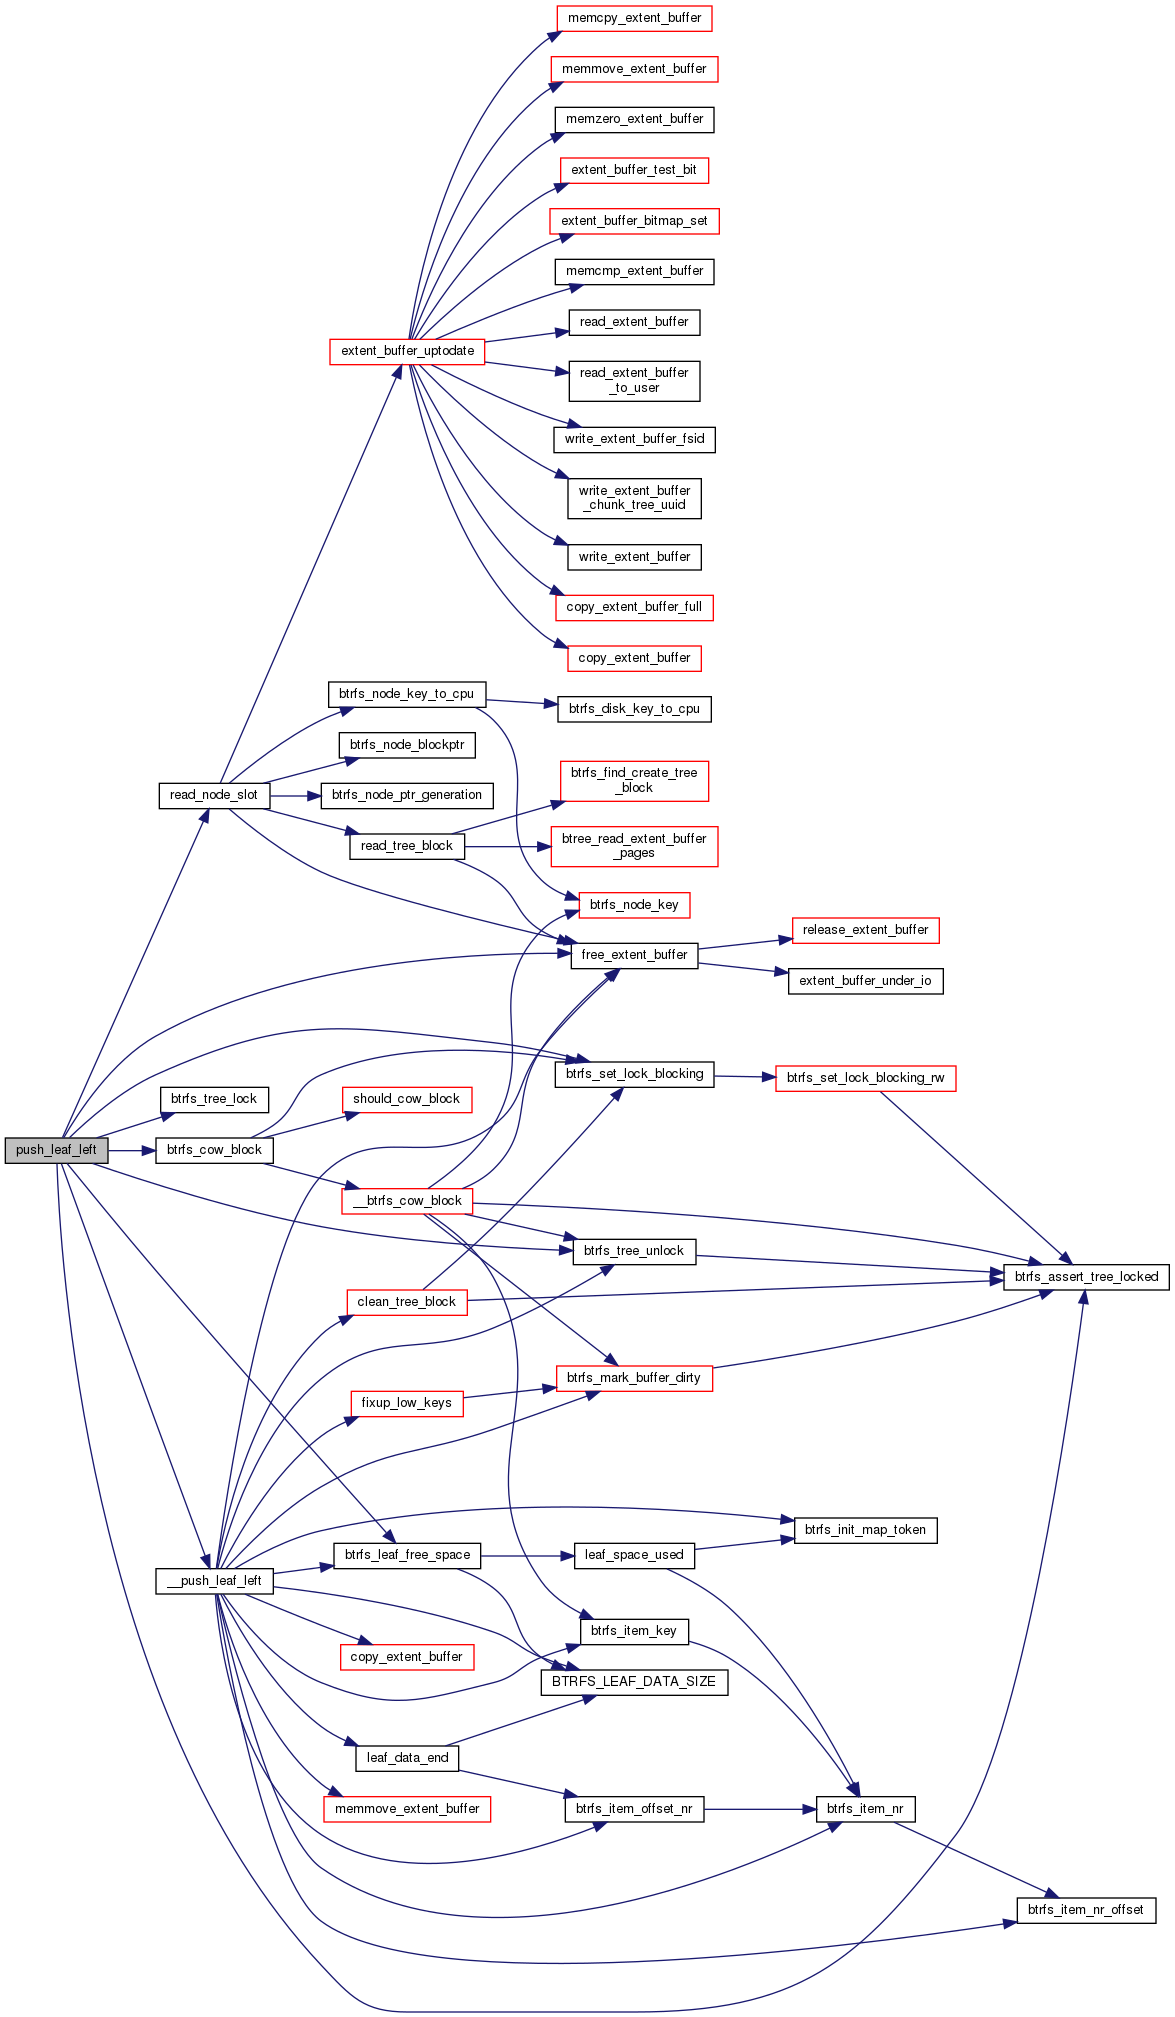 memcpy_extent_buffer
memmove_extent_buffer
memzero_extent_buffer
extent_buffer_test_bit
extent_buffer_bitmap_set
memcmp_extent_buffer
read_extent_buffer
extent_buffer_uptodate
read_extent_buffer
_to_user
write_extent_buffer_fsid
write_extent_buffer
_chunk_tree_uuid
write_extent_buffer
copy_extent_buffer_full
copy_extent_buffer
btrfs_node_key_to_cpu
btrfs_disk_key_to_cpu
btrfs_node_blockptr
btrfs_find_create_tree
_block
read_node_slot
btrfs_node_ptr_generation
read_tree_block
btree_read_extent_buffer
_pages
btrfs_node_key
release_extent_buffer
free_extent_buffer
extent_buffer_under_io
btrfs_set_lock_blocking
btrfs_set_lock_blocking_rw
btrfs_tree_lock
should_cow_block
push_leaf_left
btrfs_cow_block
__btrfs_cow_block
btrfs_tree_unlock
btrfs_assert_tree_locked
clean_tree_block
btrfs_mark_buffer_dirty
fixup_low_keys
btrfs_init_map_token
btrfs_leaf_free_space
leaf_space_used
__push_leaf_left
btrfs_item_key
copy_extent_buffer
BTRFS_LEAF_DATA_SIZE
leaf_data_end
memmove_extent_buffer
btrfs_item_offset_nr
btrfs_item_nr
btrfs_item_nr_offset